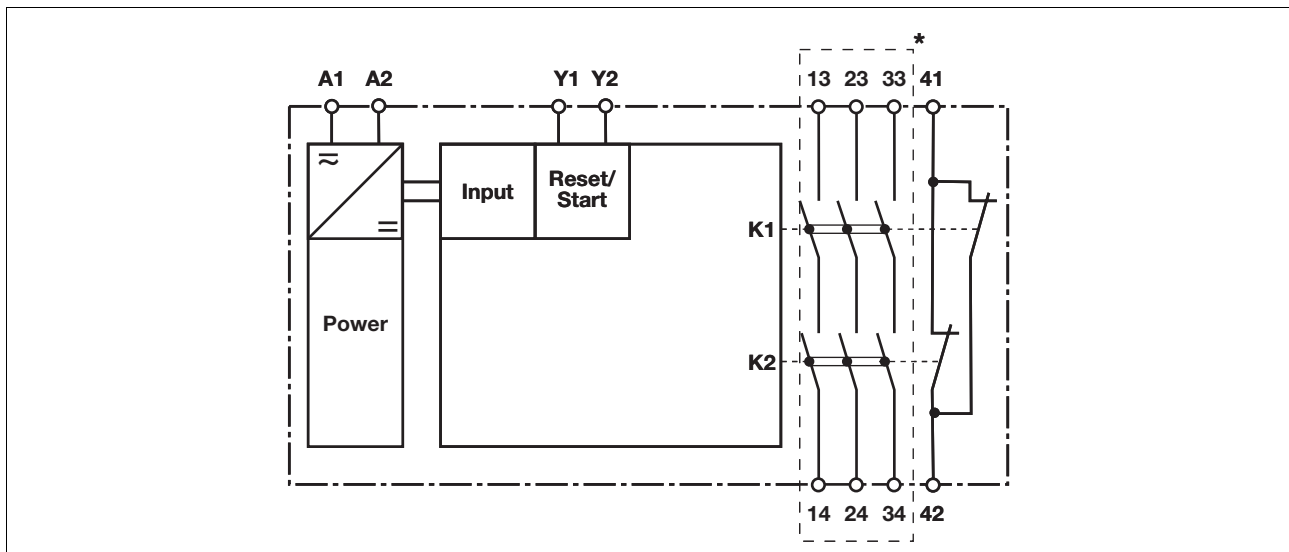 *
A1 A2 Y1 Y2 13 23 33 41
Input Reset/
Start
K1
Power
K2
14 24 34 42